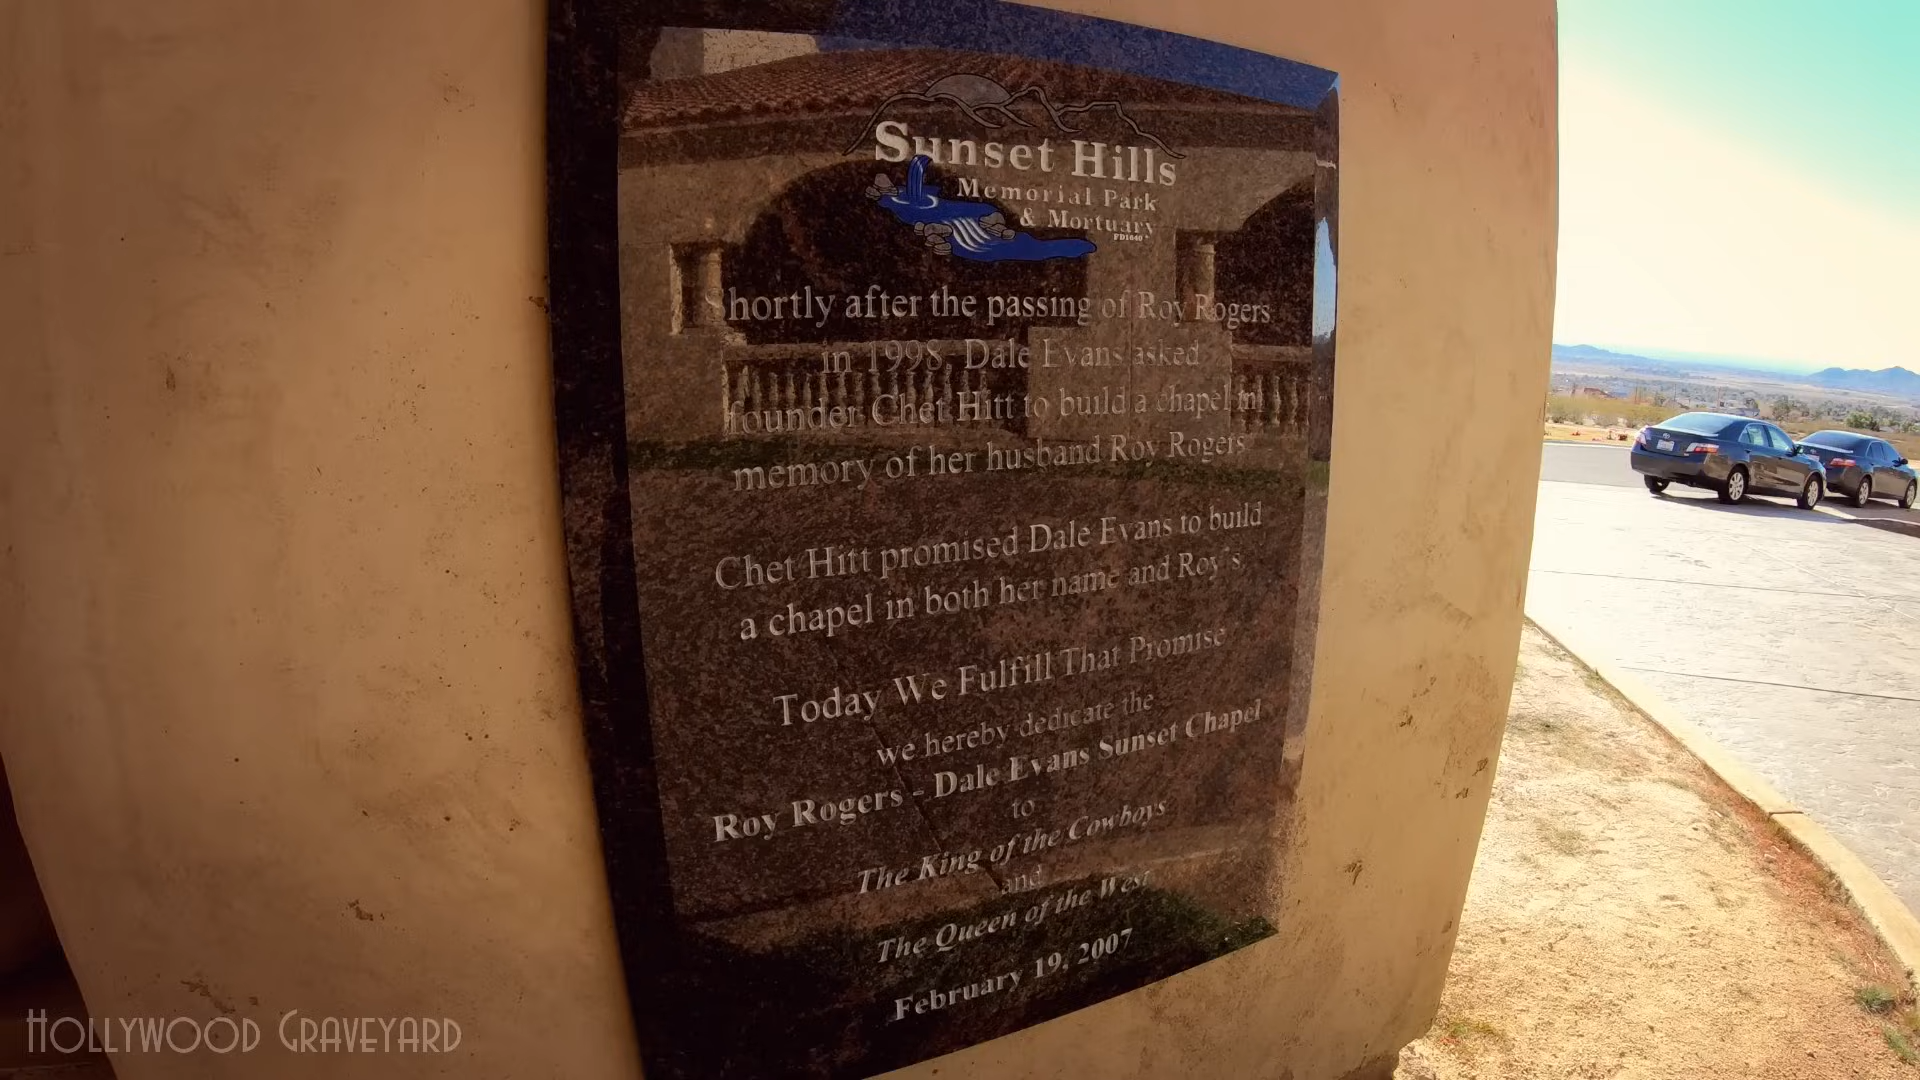 Sunset Hills
Memorial Park
& Mortuary
FD1640
Shortly after the passing of Roy Rogers
in 1998, Dale Evans asked
founder Chet Hitt to build a chapel in
memory of her husband Roy Rogers
Chet Hitt promised Dale Evans to build
a chapel in both her name and Roy's.
Today We Fulfill That Promise
we hereby dedicate the
Roy Rogers - Dale Evans Sunset Chapel
to
The King of the Cowboys
and
The Queen of the West
February 19, 2007
HOLLYWOOD GRAVEYARD